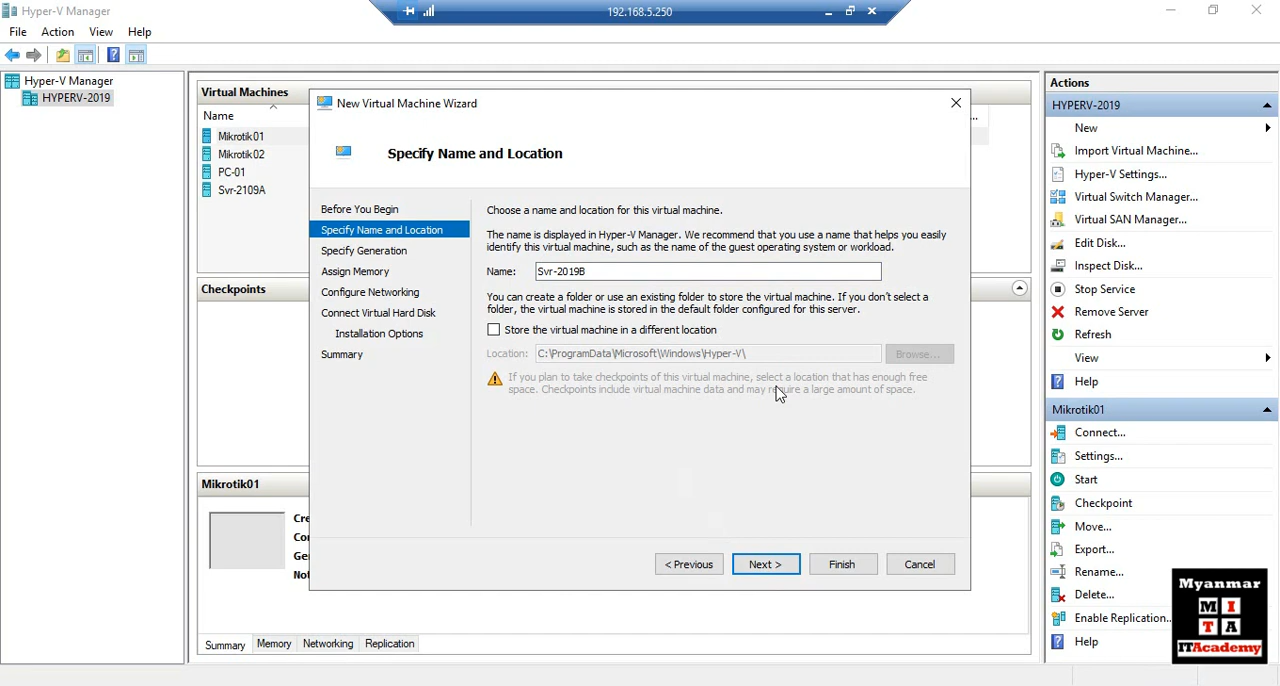 Hyper-V Manager
192.168.5.250
File Action View Help
Hyper-V Manager
HYPERV-2019
Virtual Machines
Name
Mikrotik01
Mikrotik02
PC-01
Svr-2109A
Checkpoints
Mikrotik01
Cre
Con
Gen
Not
Summary Memory Networking Replication
New Virtual Machine Wizard
Specify Name and Location
Before You Begin
Specify Name and Location
Specify Generation
Assign Memory
Configure Networking
Connect Virtual Hard Disk
Installation Options
Summary
Choose a name and location for this virtual machine.
The name is displayed in Hyper-V Manager. We recommend that you use a name that helps you easily
identify this virtual machine, such as the name of the guest operating system or workload.
Name: Svr-2019B
You can create a folder or use an existing folder to store the virtual machine. If you don't select a
folder, the virtual machine is stored in the default folder configured for this server.
Store the virtual machine in a different location
Location: C:\ProgramData\Microsoft\Windows\Hyper-V\ Browse...
If you plan to take checkpoints of this virtual machine, select a location that has enough free
space. Checkpoints include virtual machine data and may require a large amount of space.
< Previous Next > Finish Cancel
...
Actions
HYPERV-2019
New
Import Virtual Machine...
Hyper-V Settings...
Virtual Switch Manager...
Virtual SAN Manager...
Edit Disk...
Inspect Disk...
Stop Service
Remove Server
Refresh
View
Help
Mikrotik01
Connect...
Settings...
Start
Checkpoint
Move...
Export...
Rename...
Delete...
Enable Replication...
Help
Myanmar
M I
T A
ITAcademy